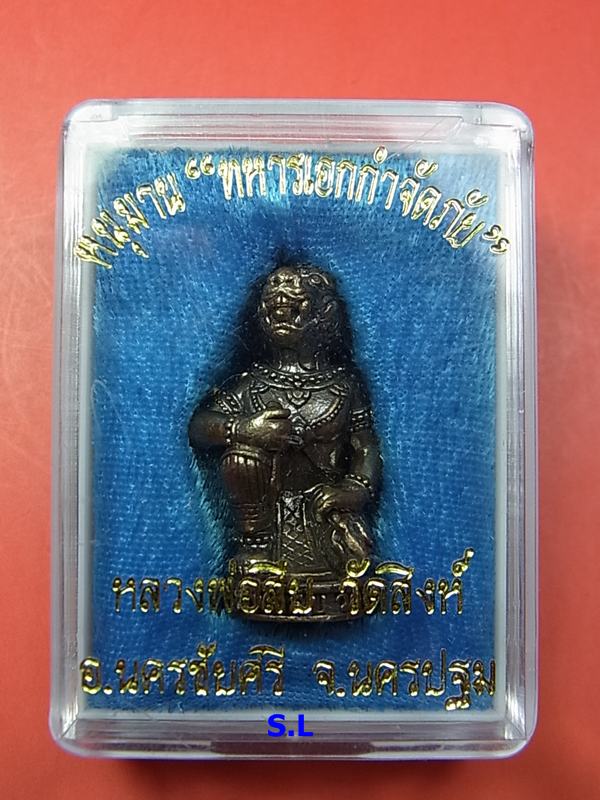 หนุมาน “ทหารเอกกำจัดภัย”
หลวงพ่อสืบ วัดสิงห์
อ.นครชัยศรี จ.นครปฐม
S.L